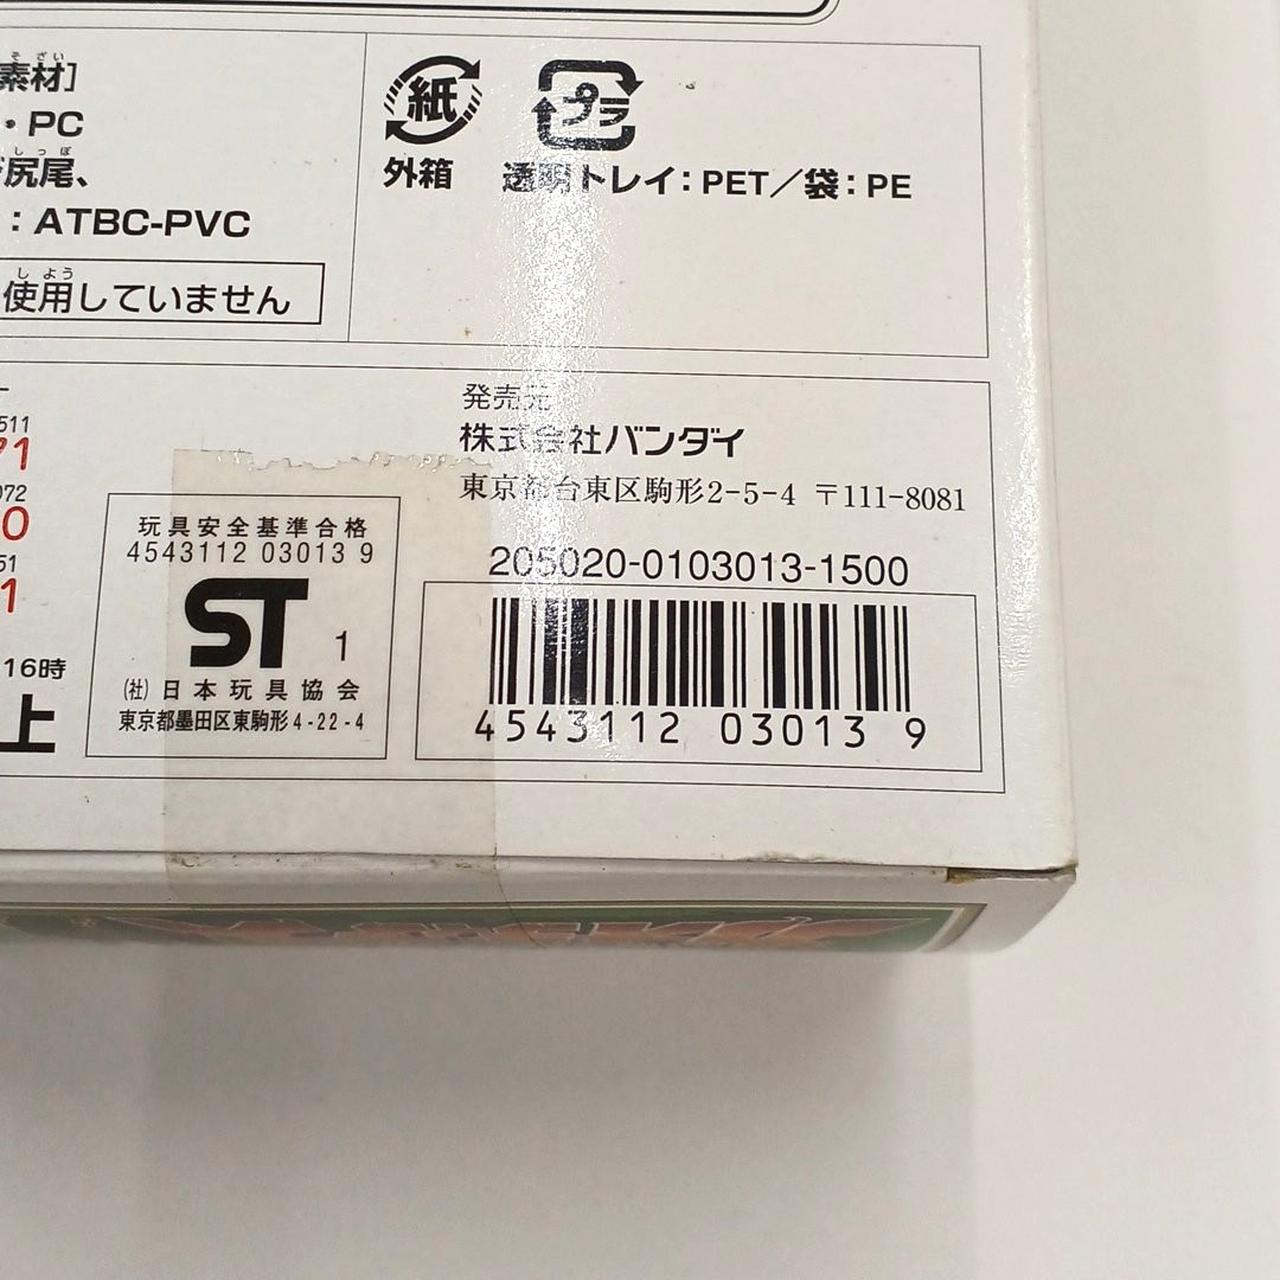 素材]
・PC
尻尾、
: ATBC-PVC
使用していません
紙
外箱
プラ
透明トレイ：PET／袋：PE
発売元
株式会社バンダイ
東京都台東区駒形2-5-4 〒111-8081
205020-0103013-1500
4543112 03013 9
511
71
072
0
51
1
16時
上
玩具安全基準合格
4543112 03013 9
ST 1
(社)日本玩具協会
東京都墨田区東駒形4-22-4